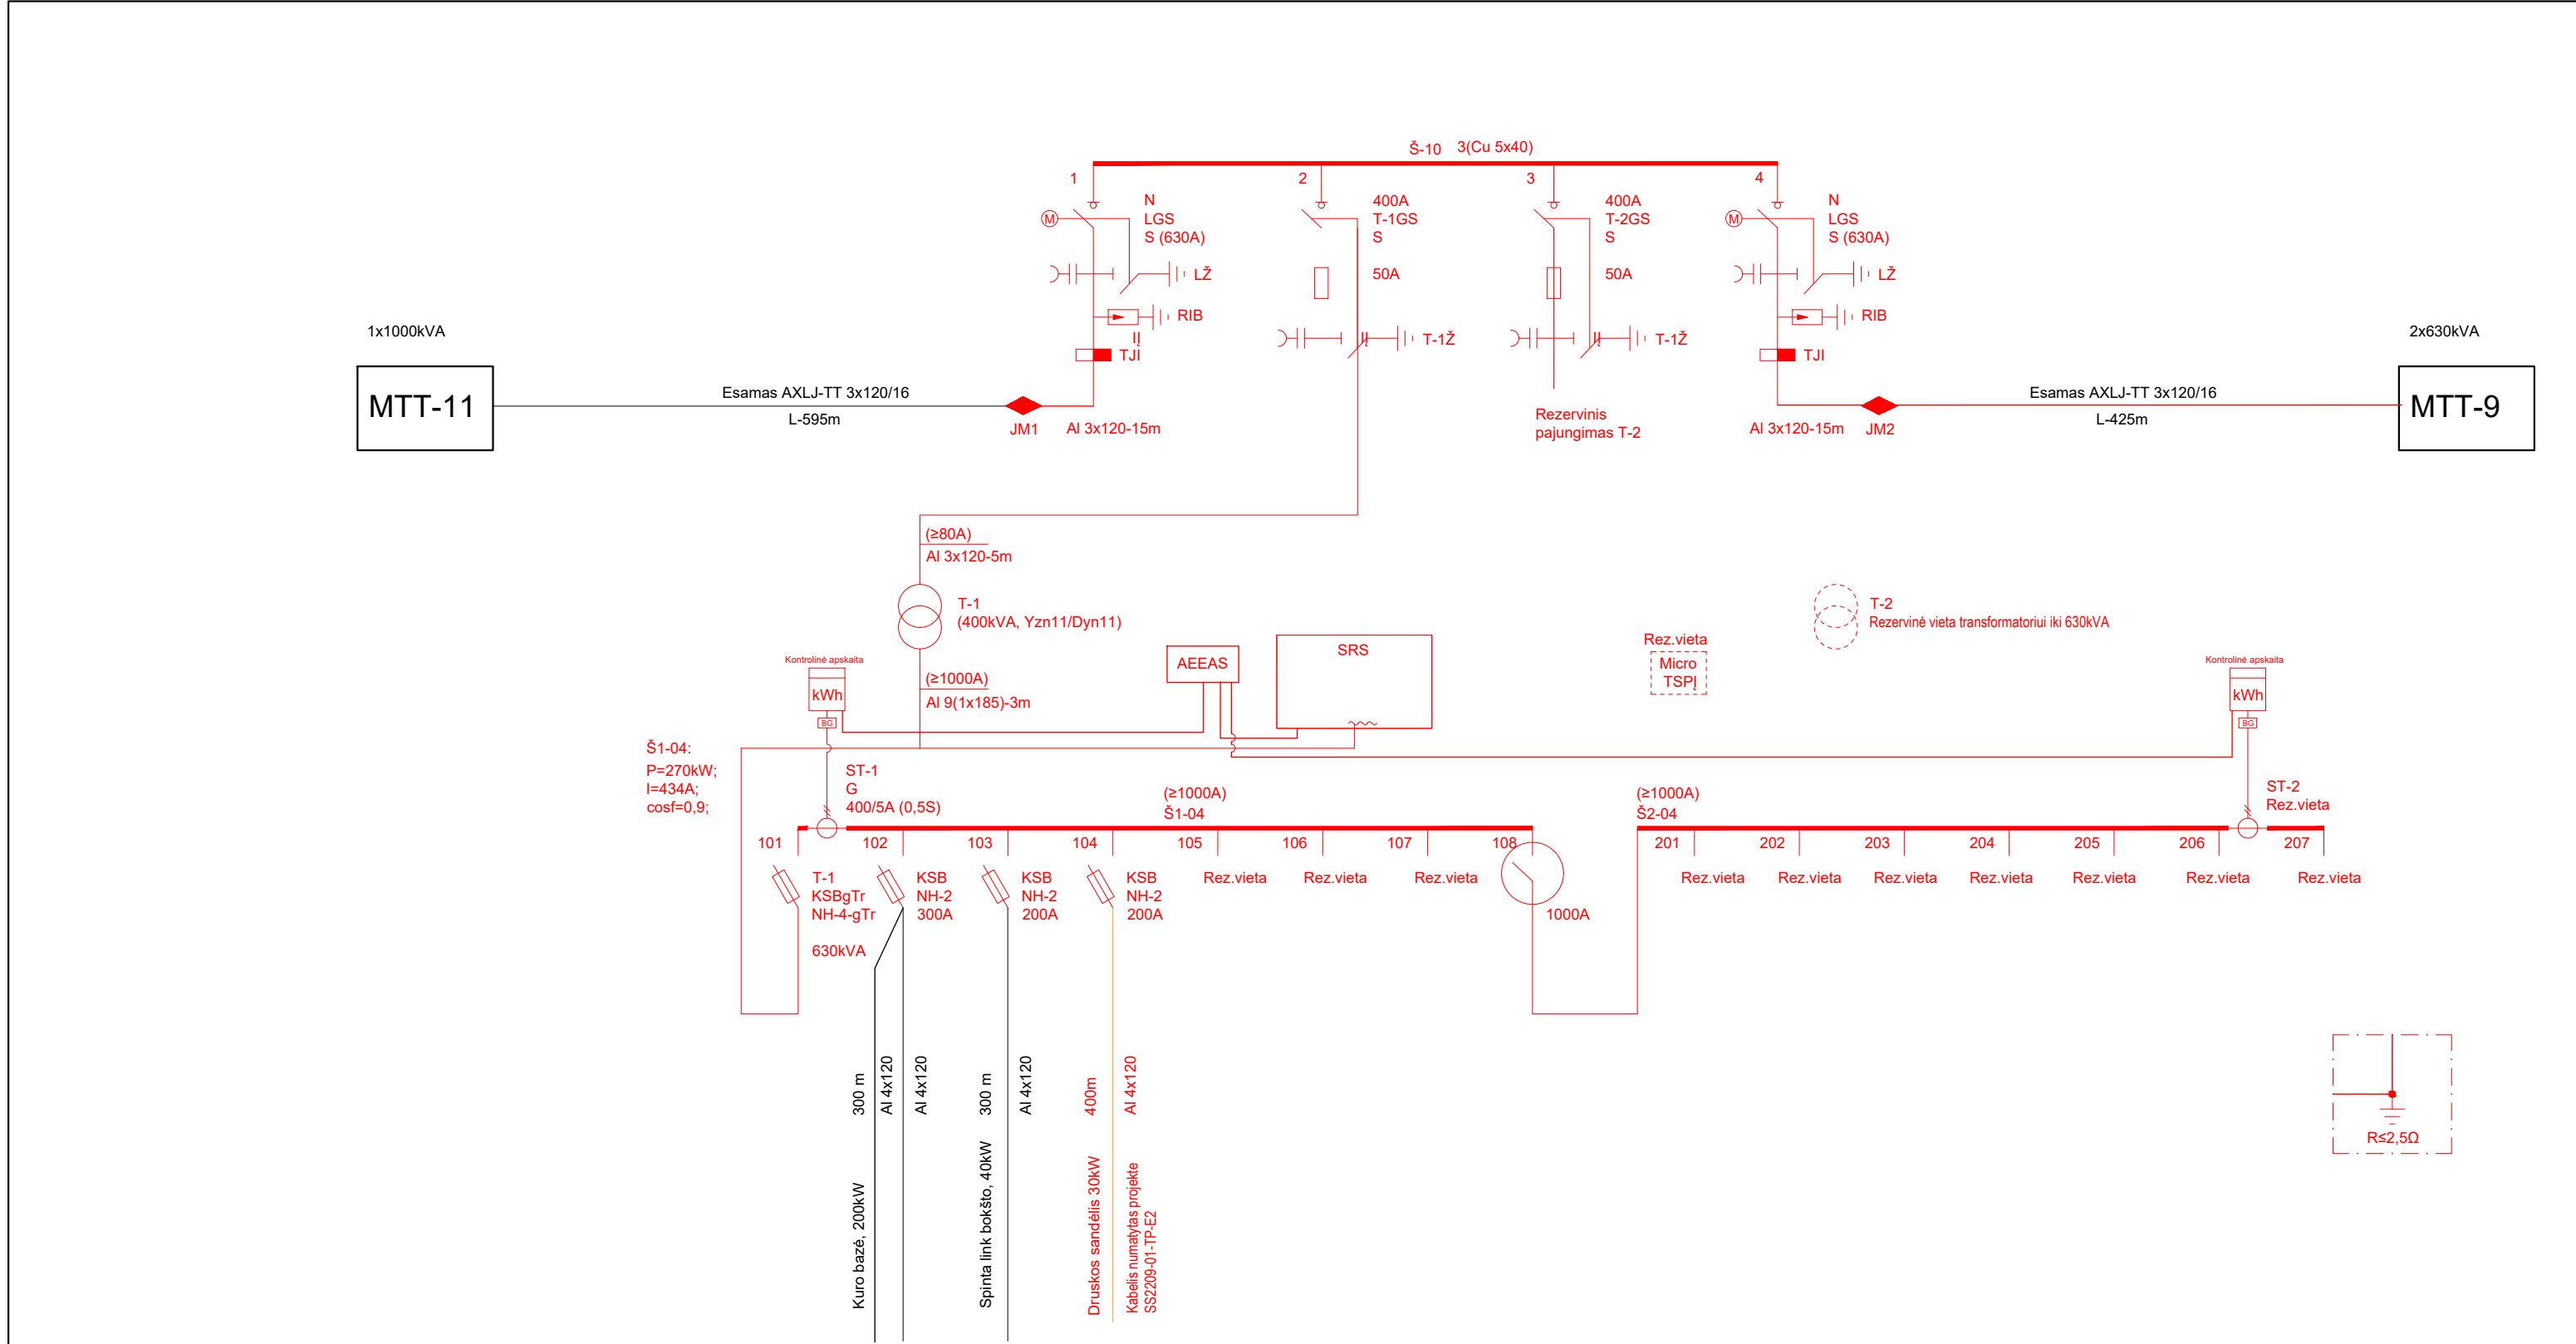 Š-10 3(Cu 5x40)
1
2
3
4
N
LGS
S (630A)
M
LŽ
RIB
IĮ
TJĮ
400A
T-1GS
S
50A
T-1Ž
400A
T-2GS
S
50A
T-1Ž
N
LGS
S (630A)
M
LŽ
RIB
TJI
1x1000kVA
MTT-11
Esamas AXLJ-TT 3x120/16
L-595m
JM1
Al 3x120-15m
Rezervinis
pajungimas T-2
Al 3x120-15m
JM2
Esamas AXLJ-TT 3x120/16
L-425m
2x630kVA
MTT-9
(≥80A)
Al 3x120-5m
T-1
(400kVA, Yzn11/Dyn11)
(≥1000A)
Al 9(1x185)-3m
Kontrolinė apskaita
kWh
BG
AEEAS
SRS
Rez.vieta
Micro
TSPĮ
T-2
Rezervinė vieta transformatoriui iki 630kVA
Kontrolinė apskaita
kWh
BG
Š1-04:
P=270kW;
I=434A;
cosf=0,9;
ST-1
G
400/5A (0,5S)
(≥1000A)
Š1-04
(≥1000A)
Š2-04
ST-2
Rez.vieta
101
102
103
104
105
106
107
108
201
202
203
204
205
206
207
T-1
KSBgTr
NH-4-gTr
630kVA
KSB
NH-2
300A
KSB
NH-2
200A
KSB
NH-2
200A
Rez.vieta
Rez.vieta
Rez.vieta
1000A
Rez.vieta
Rez.vieta
Rez.vieta
Rez.vieta
Rez.vieta
Rez.vieta
Rez.vieta
Kuro bazė, 200kW
300 m
Al 4x120
Al 4x120
Spinta link bokšto, 40kW
300 m
Al 4x120
Druskos sandėlis 30kW
400m
Al 4x120
Kabelis numatytas projekte
SS2209-01-TP-E2
R≤2,5Ω